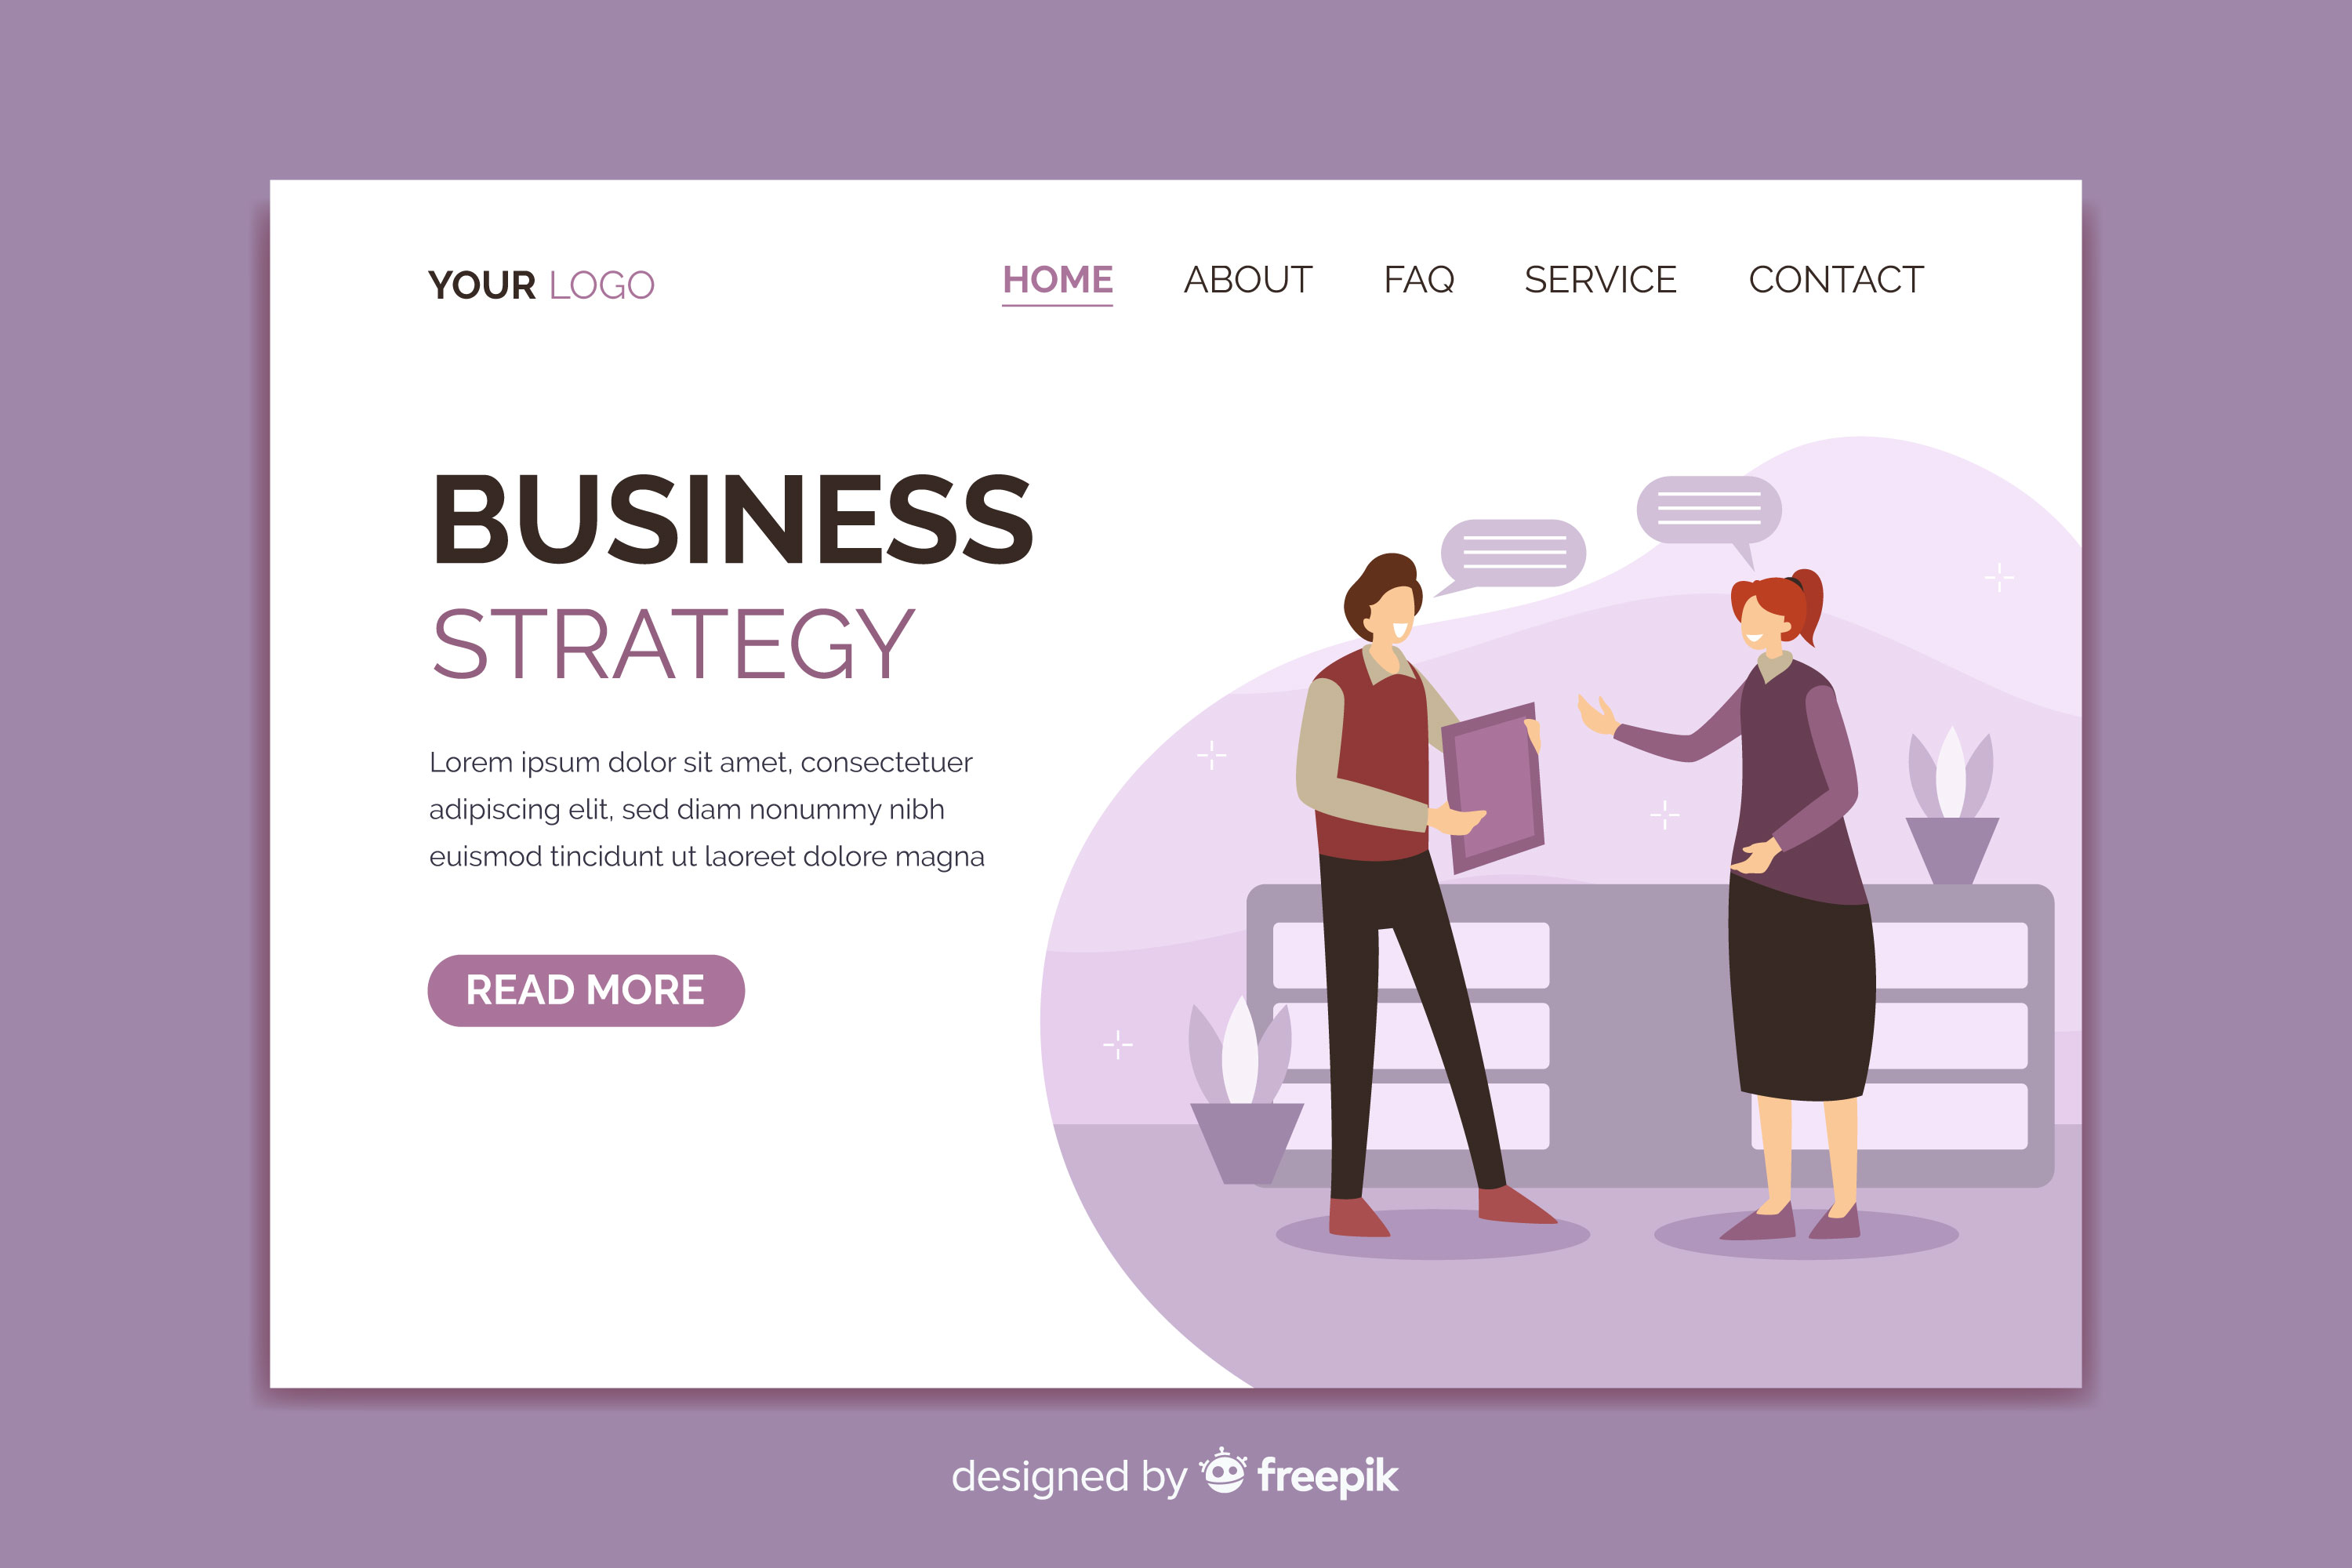 YOUR LOGO
HOME ABOUT FAQ SERVICE CONTACT
BUSINESS
STRATEGY
Lorem ipsum dolor sit amet, consectetuer
adipiscing elit, sed diam nonummy nibh
euismod tincidunt ut laoreet dolore magna
READ MORE
designed by freepik